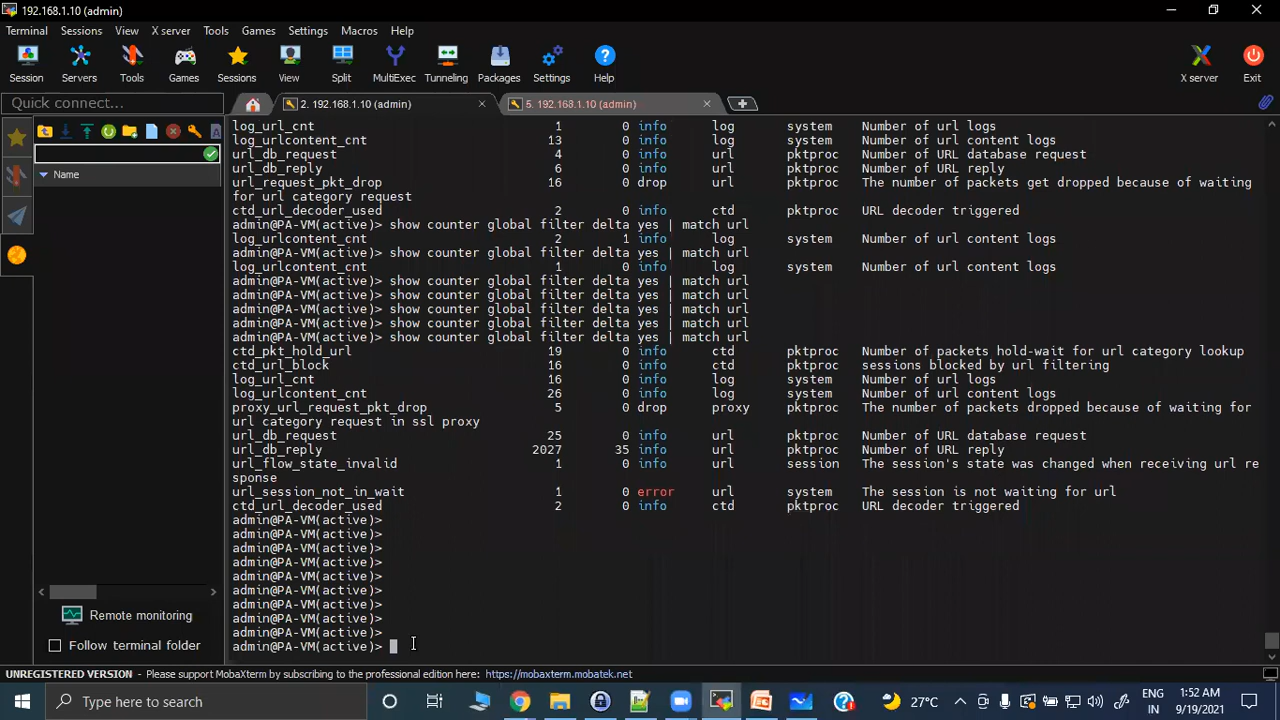 192.168.1.10 (admin)
Terminal Sessions View X server Tools Games Settings Macros Help
Session Servers Tools Games Sessions View Split MultiExec Tunneling Packages Settings Help X server Exit
Quick connect...
2. 192.168.1.10 (admin)
5. 192.168.1.10 (admin)
Name
log_url_cnt 1 0 info log system Number of url logs
log_urlcontent_cnt 13 0 info log system Number of url content logs
url_db_request 4 0 info url pktproc Number of URL database request
url_db_reply 6 0 info url pktproc Number of URL reply
url_request_pkt_drop 16 0 drop url pktproc The number of packets get dropped because of waiting
for url category request
ctd_url_decoder_used 2 0 info ctd pktproc URL decoder triggered
admin@PA-VM(active)> show counter global filter delta yes | match url
log_urlcontent_cnt 2 1 info log system Number of url content logs
admin@PA-VM(active)> show counter global filter delta yes | match url
log_urlcontent_cnt 1 0 info log system Number of url content logs
admin@PA-VM(active)> show counter global filter delta yes | match url
admin@PA-VM(active)> show counter global filter delta yes | match url
admin@PA-VM(active)> show counter global filter delta yes | match url
admin@PA-VM(active)> show counter global filter delta yes | match url
admin@PA-VM(active)> show counter global filter delta yes | match url
ctd_pkt_hold_url 19 0 info ctd pktproc Number of packets hold-wait for url category lookup
ctd_url_block 16 0 info ctd pktproc sessions blocked by url filtering
log_url_cnt 16 0 info log system Number of url logs
log_urlcontent_cnt 26 0 info log system Number of url content logs
proxy_url_request_pkt_drop 5 0 drop proxy pktproc The number of packets dropped because of waiting for
url category request in ssl proxy
url_db_request 25 0 info url pktproc Number of URL database request
url_db_reply 2027 35 info url pktproc Number of URL reply
url_flow_state_invalid 1 0 info url session The session's state was changed when receiving url re
sponse
url_session_not_in_wait 1 0 error url system The session is not waiting for url
ctd_url_decoder_used 2 0 info ctd pktproc URL decoder triggered
admin@PA-VM(active)>
admin@PA-VM(active)>
admin@PA-VM(active)>
admin@PA-VM(active)>
admin@PA-VM(active)>
admin@PA-VM(active)>
admin@PA-VM(active)>
admin@PA-VM(active)>
admin@PA-VM(active)>
admin@PA-VM(active)>
Remote monitoring
Follow terminal folder
UNREGISTERED VERSION - Please support MobaXterm by subscribing to the professional edition here: https://mobaxterm.mobatek.net
Type here to search
27°C
ENG
IN
1:52 AM
9/19/2021